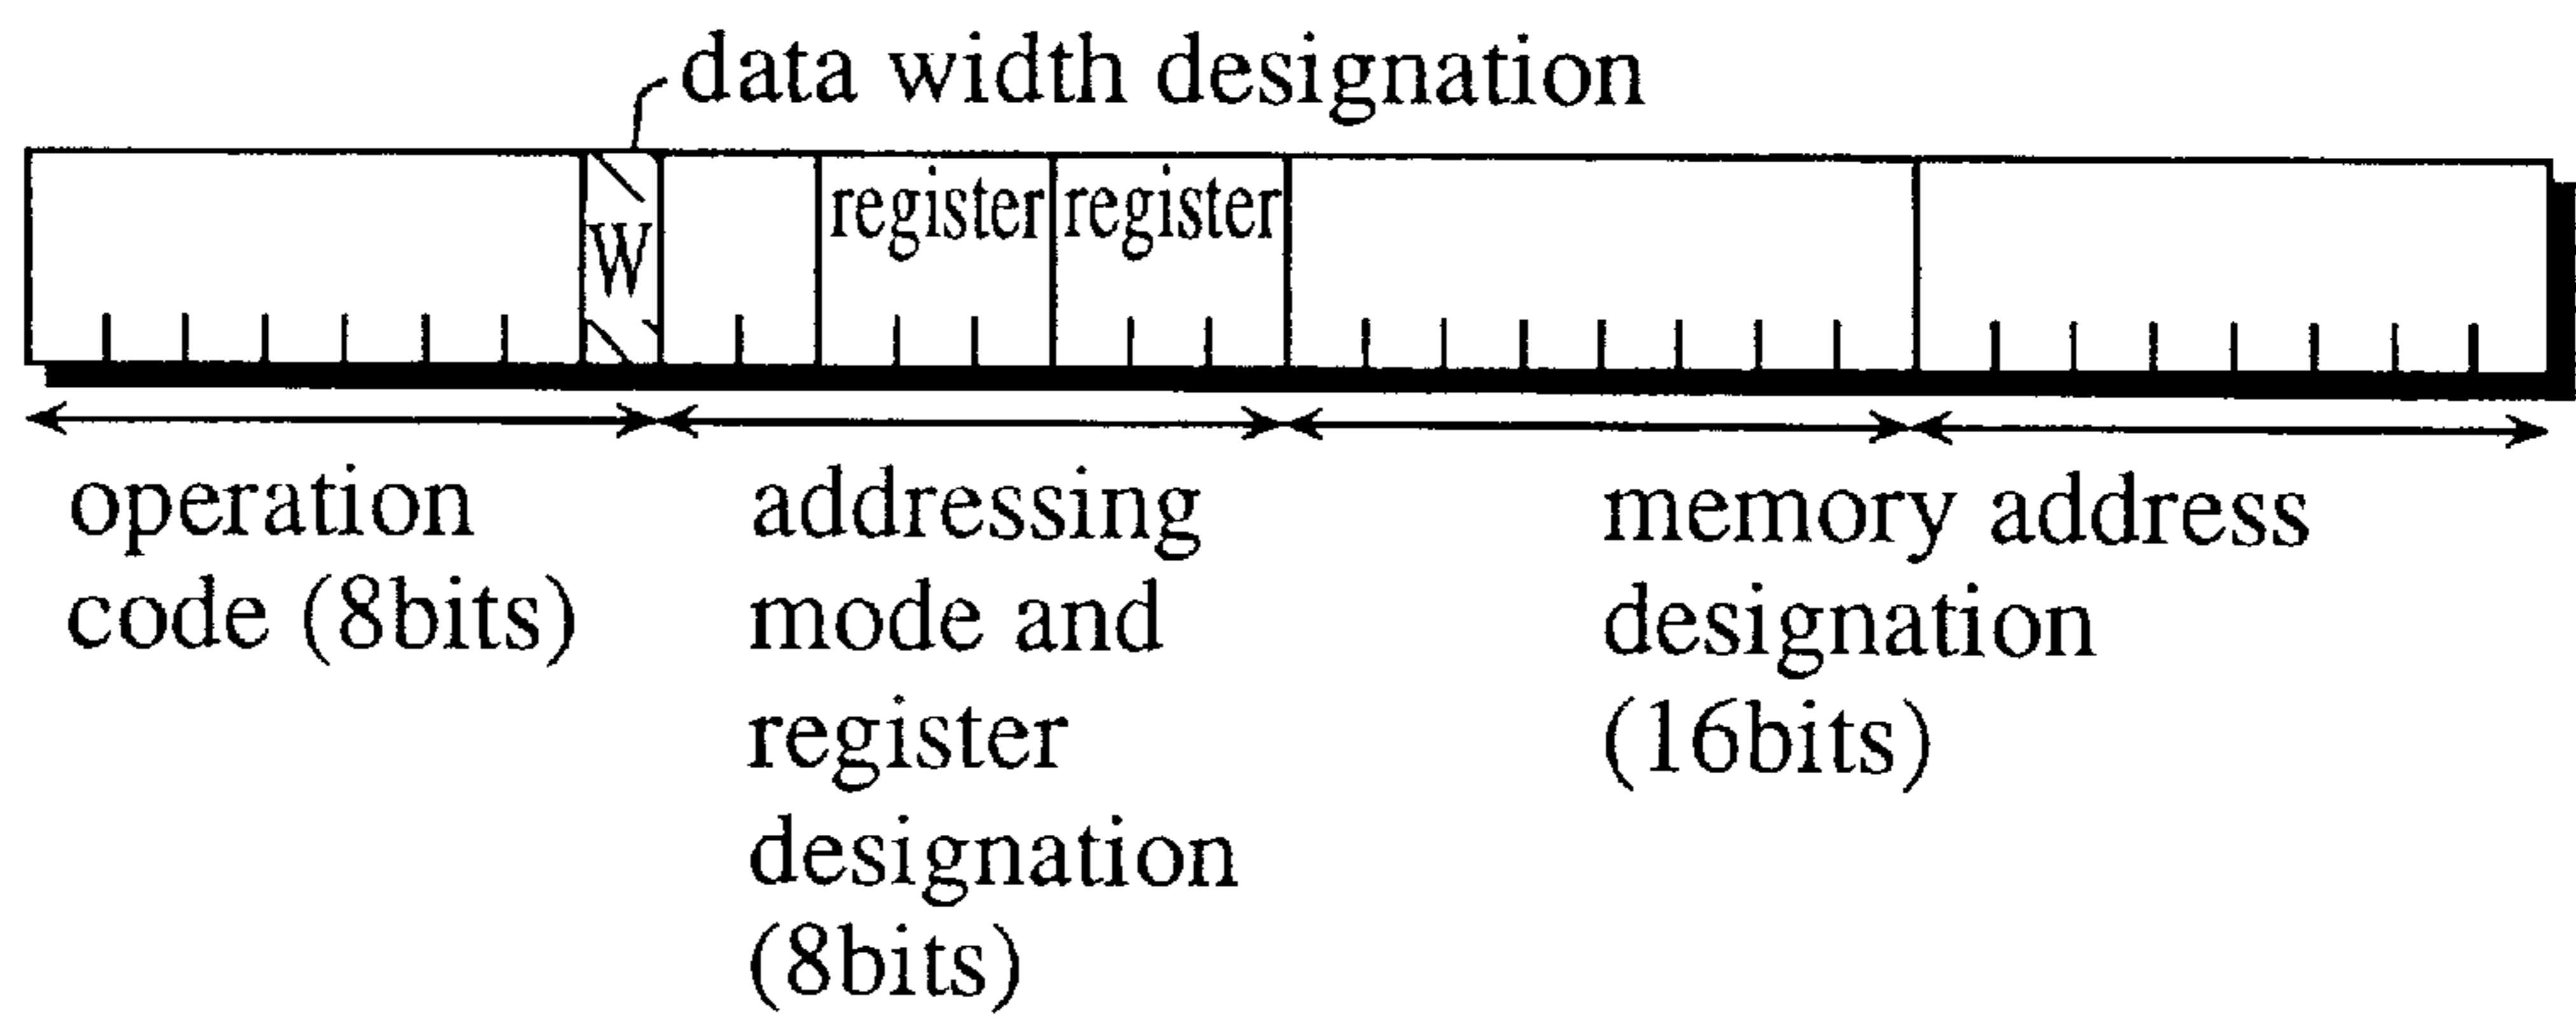 data width designation
W
register register
operation
code (8bits)
addressing
mode and
register
designation
(8bits)
memory address
designation
(16bits)